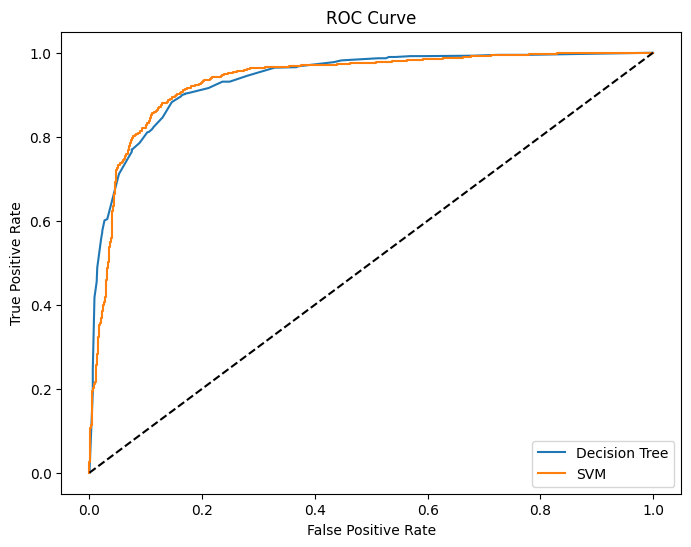 ROC Curve
True Positive Rate
1.0
0.8
0.6
0.4
0.2
0.0
0.0 0.2 0.4 0.6 0.8 1.0
False Positive Rate
Decision Tree
SVM